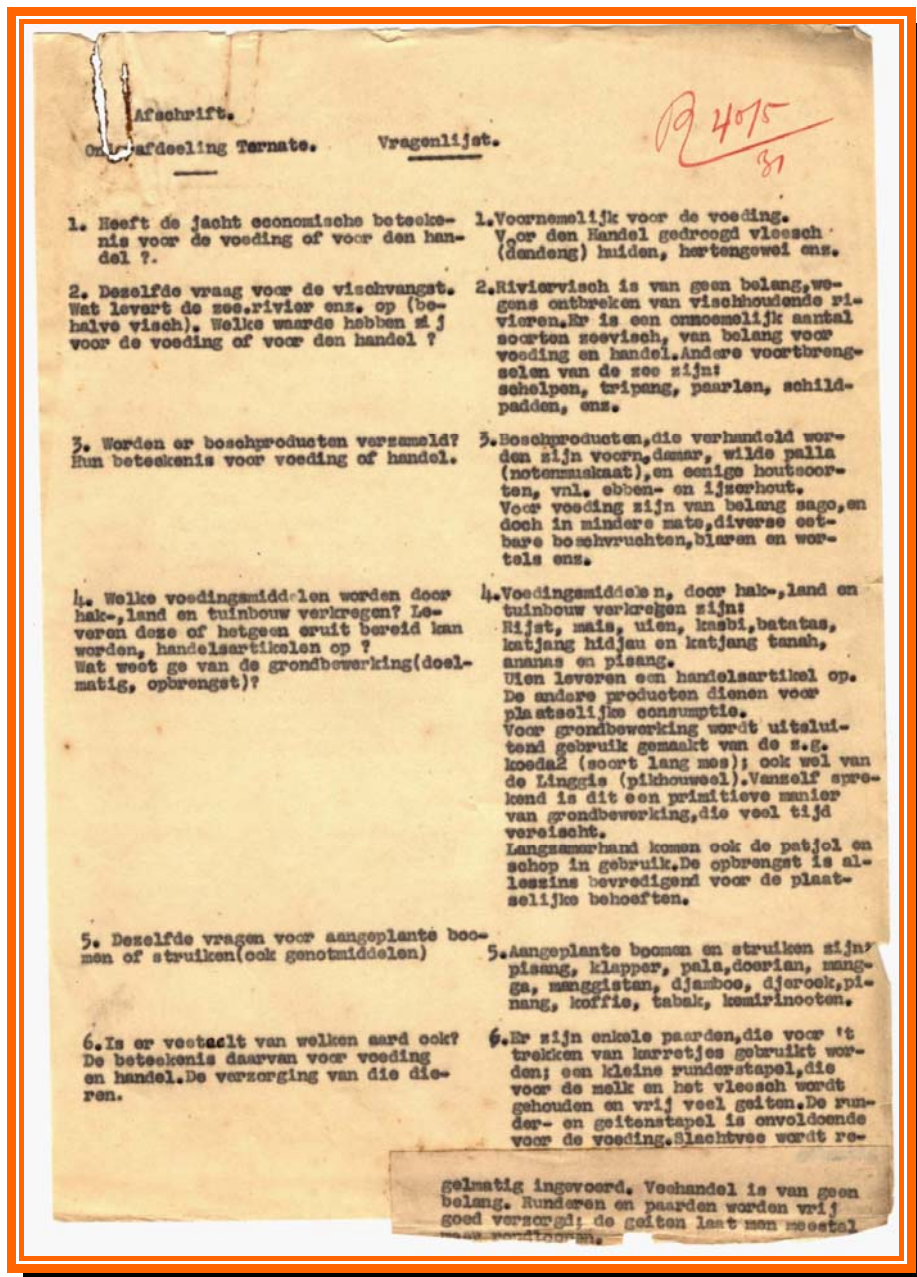 Afschrift.
Onderafdeeling Ternate. Vragenlijst.
R 4015
31
1. Heeft de jacht economische beteeke-
nis voor de voeding of voor den han-
del ?.
1.Voornemelijk voor de voeding.
Voor den Handel gedroogd vleesch
(dendeng) huiden, hertengewei enz.
2. Dezelfde vraag voor de vischvangst.
Wat levert de zee.rivier enz. op (be-
halve visch). Welke waarde hebben zij
voor de voeding of voor den handel ?
2.Riviervisch is van geen belang,we-
gens ontbreken van vischhoudende ri-
vieren.Er is een onnoemelijk aantal
soorten zeevisch, van belang voor
voeding en handel.Andere voortbreng-
selen van de zee zijn:
schelpen, tripang, paarlen, schild-
padden, enz.
3. Worden er boschproducten verzameld?
Hun beteekenis voor voeding of handel.
3.Boschproducten,die verhandeld wor-
den zijn voorn,damar, wilde palla
(notenmuskaat),en eenige houtsoor-
ten, vnl. ebben- en ijzerhout.
Voor voeding zijn van belang sago,en
doch in mindere mate,diverse eet-
bare boschvruchten,blaren en wor-
tels enz.
4. Welke voedingsmiddelen worden door
hak-,land en tuinbouw verkregen? Le-
veren deze of hetgeen eruit bereid kan
worden, handelsartikelen op ?
Wat weet ge van de grondbewerking(doel-
matig, opbrengst)?
4.Voedingsmiddelen, door hak-,land en
tuinbouw verkregen zijn:
Rijst, mais, uien, kasbi,batatas,
katjang hidjau en katjang tanah,
ananas en pisang.
Uien leveren een handelsartikel op.
De andere producten dienen voor
plaatselijke consumptie.
Voor grondbewerking wordt uitslui-
tend gebruik gemaakt van de z.g.
koeda2 (soort lang mes); ook wel van
de Linggis (pikhouweel).Vanzelf spre-
kend is dit een primitieve manier
van grondbewerking,die veel tijd
vereischt.
Langzamerhand komen ook de patjol en
schop in gebruik.De opbrengst is al-
leszins bevredigend voor de plaat-
selijke behoeften.
5. Dezelfde vragen voor aangeplante boo-
men of struiken(ook genotmiddelen)
5.Aangeplante boomen en struiken zijn:
pisang, klapper, pala,doerian, mang-
ga, manggistan, djamboe, djeroek,pi-
nang, koffie, tabak, kemirinooten.
6.Is er veeteelt van welken aard ook?
De beteekenis daarvan voor voeding
en handel.De verzorging van die die-
ren.
6.Er zijn enkele paarden,die voor 't
trekken van karretjes gebruikt wor-
den; een kleine runderstapel,die
voor de melk en het vleesch wordt
gehouden en vrij veel geiten.De run-
der- en geitenstapel is onvoldoende
voor de voeding.Slachtvee wordt re-
gelmatig ingevoerd. Veehandel is van geen
belang. Runderen en paarden worden vrij
goed verzorgd; de geiten laat men meestal
maar rondloopen.